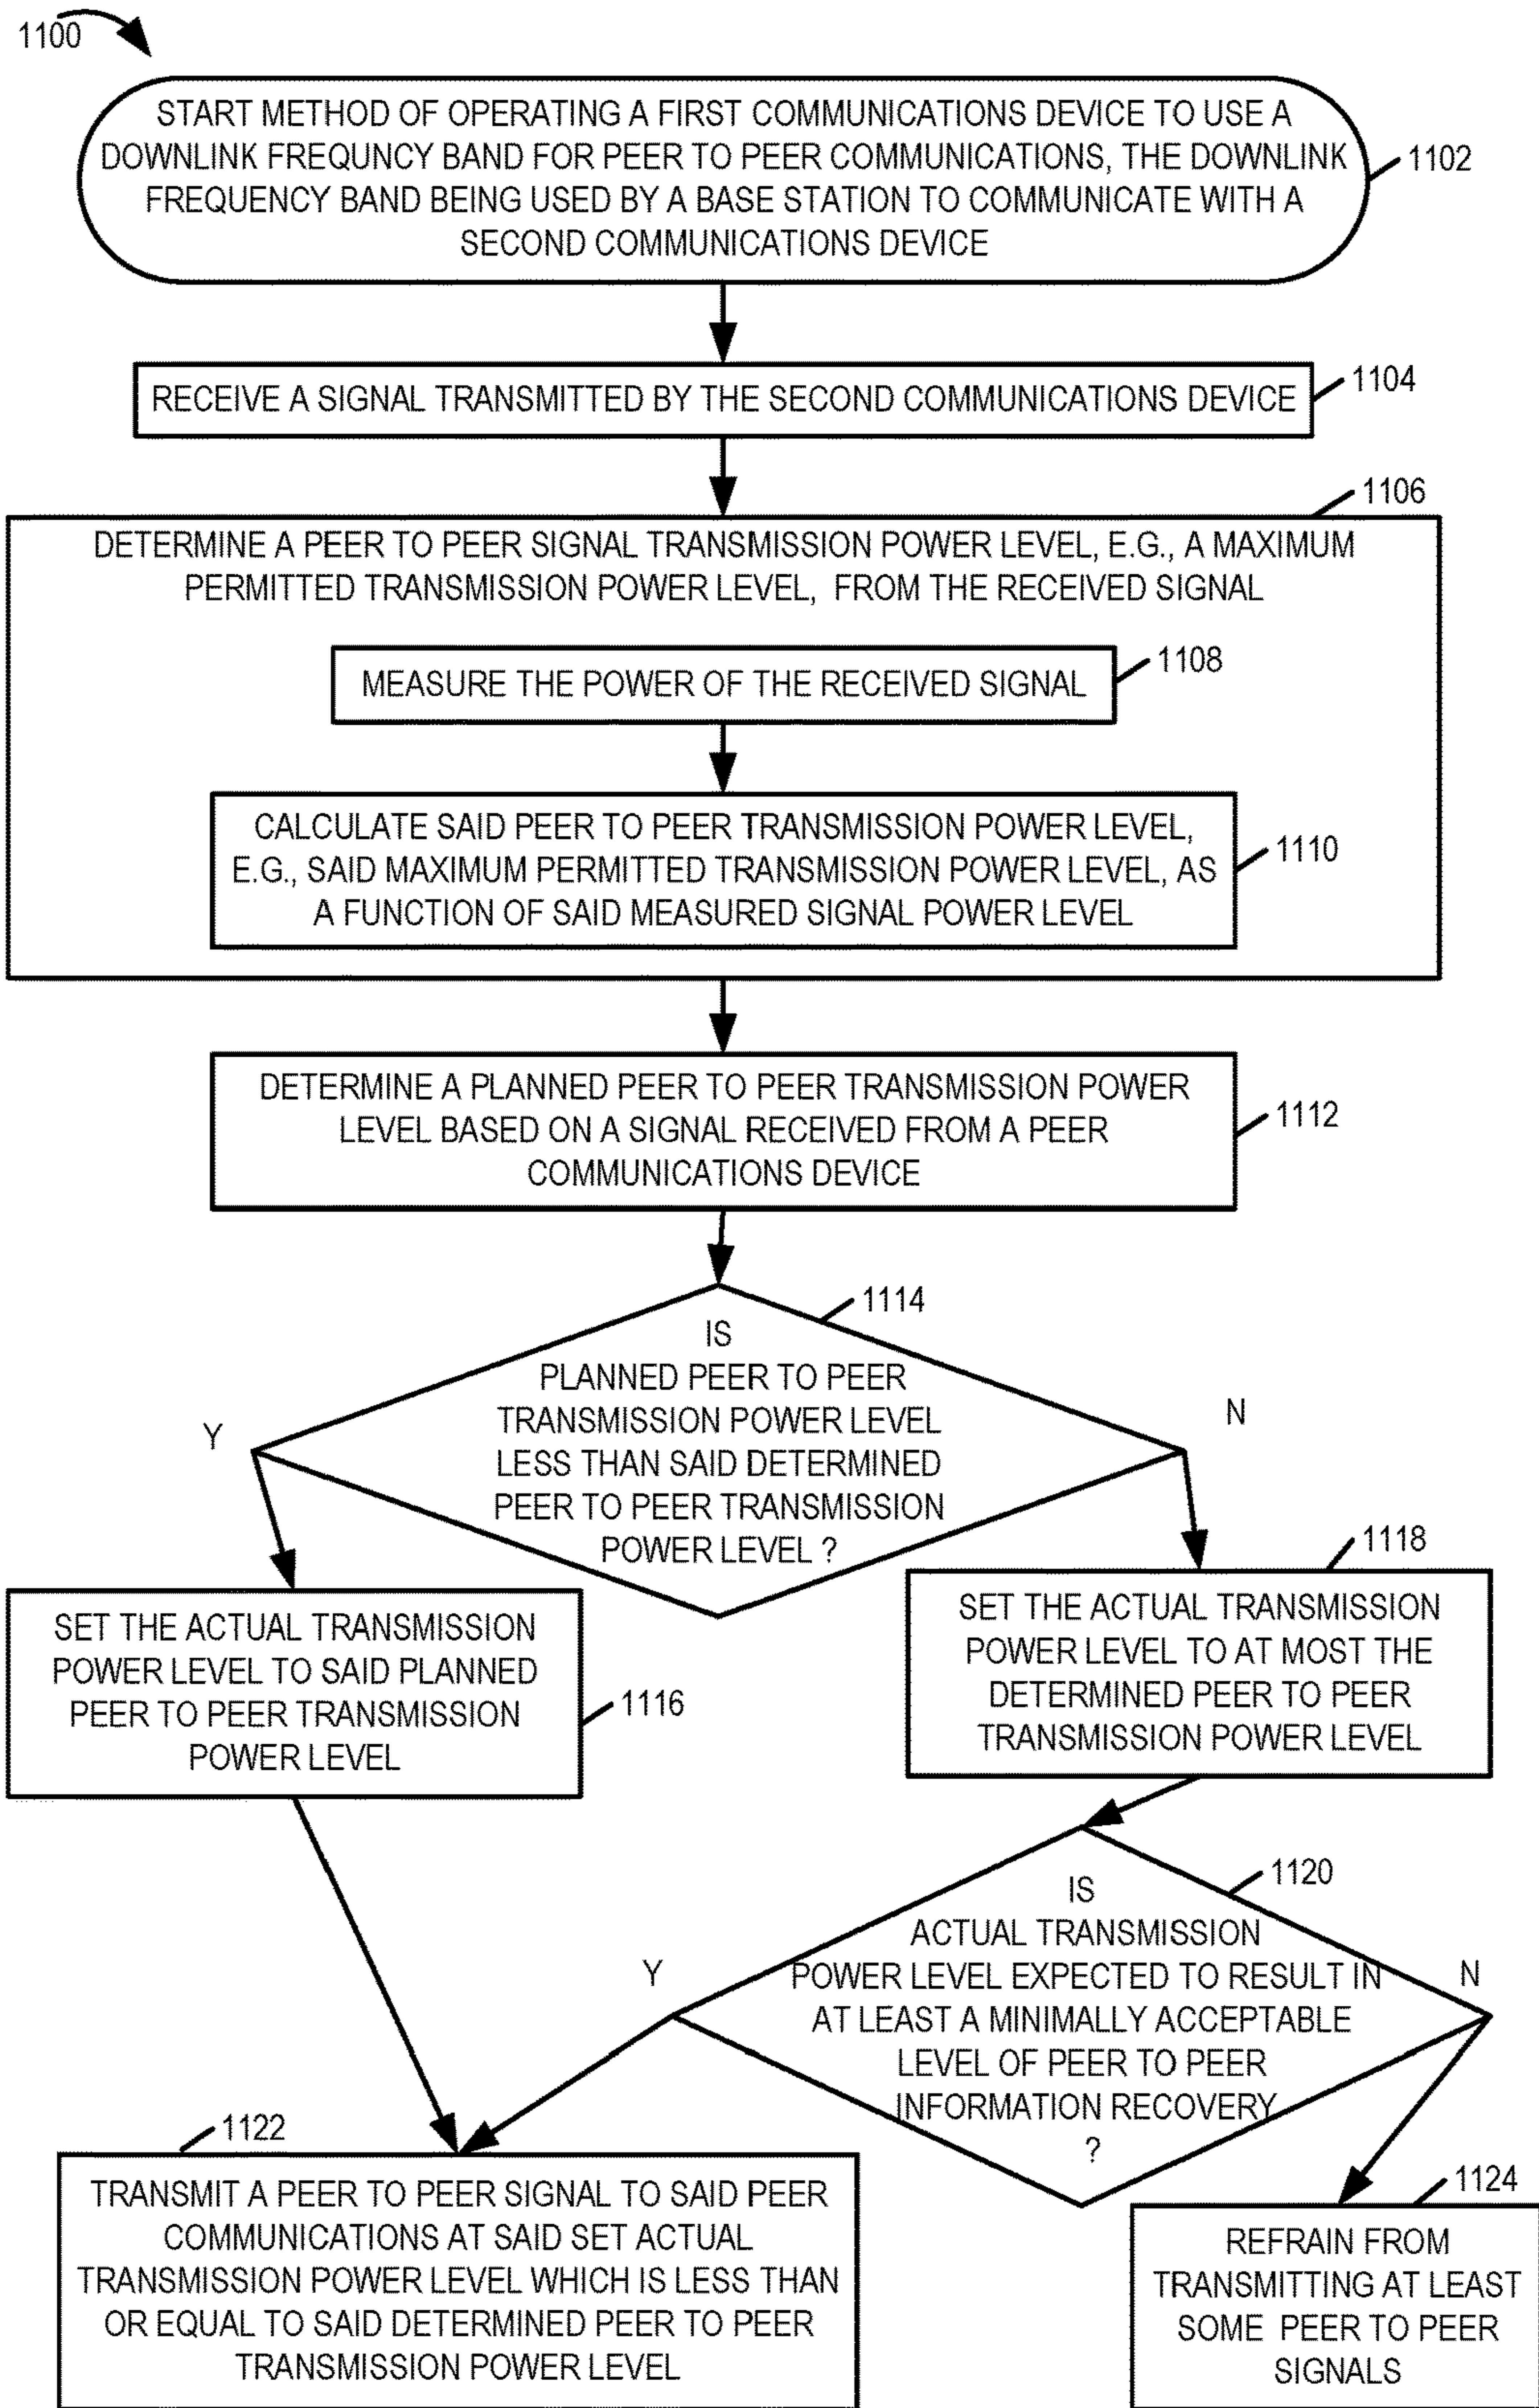 1100
START METHOD OF OPERATING A FIRST COMMUNICATIONS DEVICE TO USE A
DOWNLINK FREQUNCY BAND FOR PEER TO PEER COMMUNICATIONS, THE DOWNLINK
FREQUENCY BAND BEING USED BY A BASE STATION TO COMMUNICATE WITH A
SECOND COMMUNICATIONS DEVICE
1102
RECEIVE A SIGNAL TRANSMITTED BY THE SECOND COMMUNICATIONS DEVICE
1104
1106
DETERMINE A PEER TO PEER SIGNAL TRANSMISSION POWER LEVEL, E.G., A MAXIMUM
PERMITTED TRANSMISSION POWER LEVEL, FROM THE RECEIVED SIGNAL
MEASURE THE POWER OF THE RECEIVED SIGNAL
1108
CALCULATE SAID PEER TO PEER TRANSMISSION POWER LEVEL,
E.G., SAID MAXIMUM PERMITTED TRANSMISSION POWER LEVEL, AS
A FUNCTION OF SAID MEASURED SIGNAL POWER LEVEL
1110
DETERMINE A PLANNED PEER TO PEER TRANSMISSION POWER
LEVEL BASED ON A SIGNAL RECEIVED FROM A PEER
COMMUNICATIONS DEVICE
1112
1114
IS
PLANNED PEER TO PEER
TRANSMISSION POWER LEVEL
LESS THAN SAID DETERMINED
PEER TO PEER TRANSMISSION
POWER LEVEL ?
Y
N
SET THE ACTUAL TRANSMISSION
POWER LEVEL TO SAID PLANNED
PEER TO PEER TRANSMISSION
POWER LEVEL
1116
1118
SET THE ACTUAL TRANSMISSION
POWER LEVEL TO AT MOST THE
DETERMINED PEER TO PEER
TRANSMISSION POWER LEVEL
1120
IS
ACTUAL TRANSMISSION
POWER LEVEL EXPECTED TO RESULT IN
AT LEAST A MINIMALLY ACCEPTABLE
LEVEL OF PEER TO PEER
INFORMATION RECOVERY
?
Y
N
1122
TRANSMIT A PEER TO PEER SIGNAL TO SAID PEER
COMMUNICATIONS AT SAID SET ACTUAL
TRANSMISSION POWER LEVEL WHICH IS LESS THAN
OR EQUAL TO SAID DETERMINED PEER TO PEER
TRANSMISSION POWER LEVEL
1124
REFRAIN FROM
TRANSMITTING AT LEAST
SOME PEER TO PEER
SIGNALS